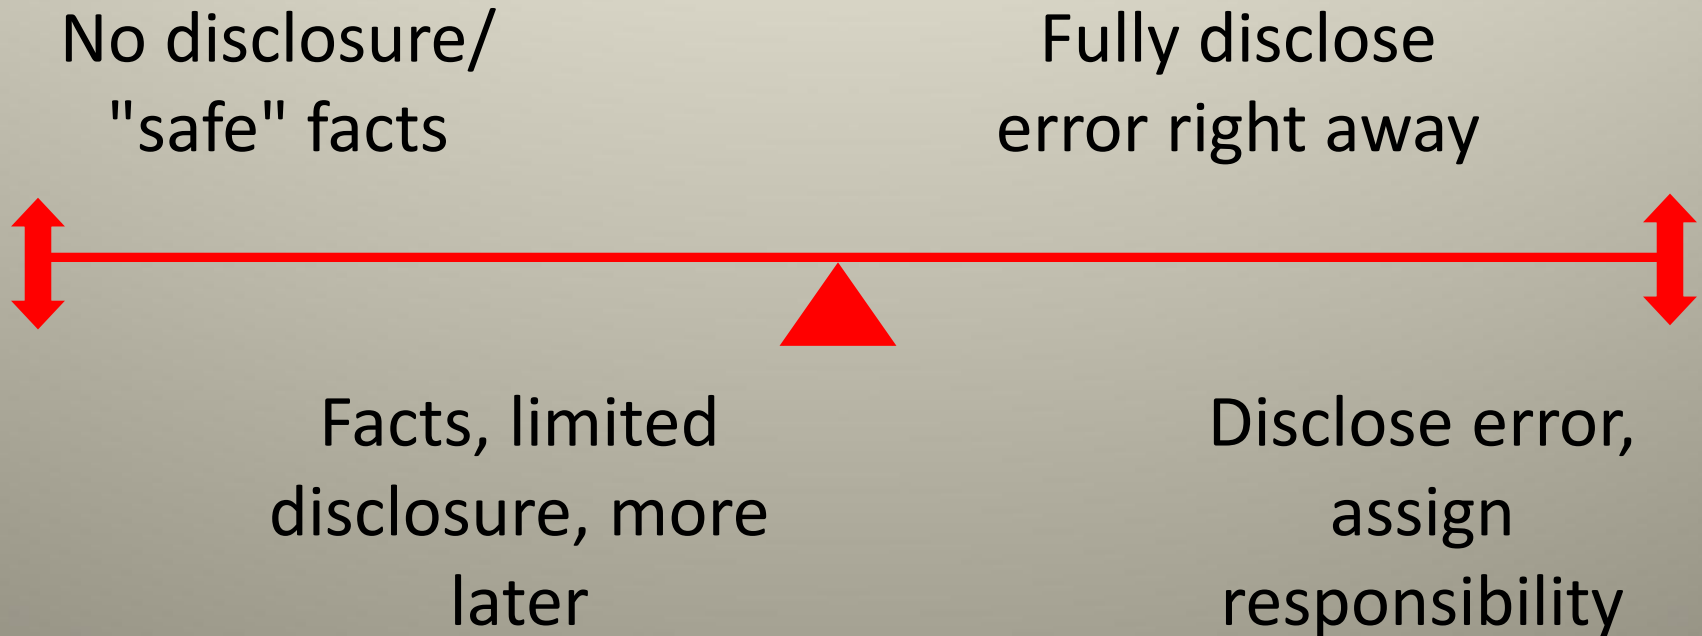 No disclosure/
"safe" facts
Fully disclose
error right away
Facts, limited
disclosure, more
later
Disclose error,
assign
responsibility